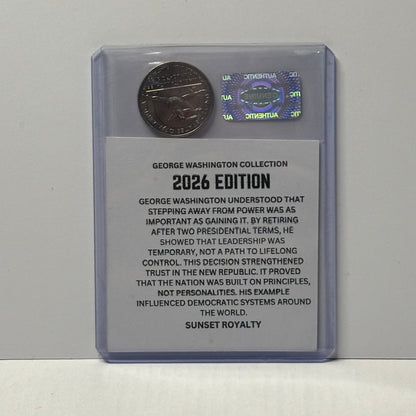 AUTHENTIC
GEORGE WASHINGTON COLLECTION
2026 EDITION
GEORGE WASHINGTON UNDERSTOOD THAT
STEPPING AWAY FROM POWER WAS AS
IMPORTANT AS GAINING IT. BY RETIRING
AFTER TWO PRESIDENTIAL TERMS, HE
SHOWED THAT LEADERSHIP WAS
TEMPORARY, NOT A PATH TO LIFELONG
CONTROL. THIS DECISION STRENGTHENED
TRUST IN THE NEW REPUBLIC. IT PROVED
THAT THE NATION WAS BUILT ON PRINCIPLES,
NOT PERSONALITIES. HIS EXAMPLE
INFLUENCED DEMOCRATIC SYSTEMS AROUND
THE WORLD.
SUNSET ROYALTY